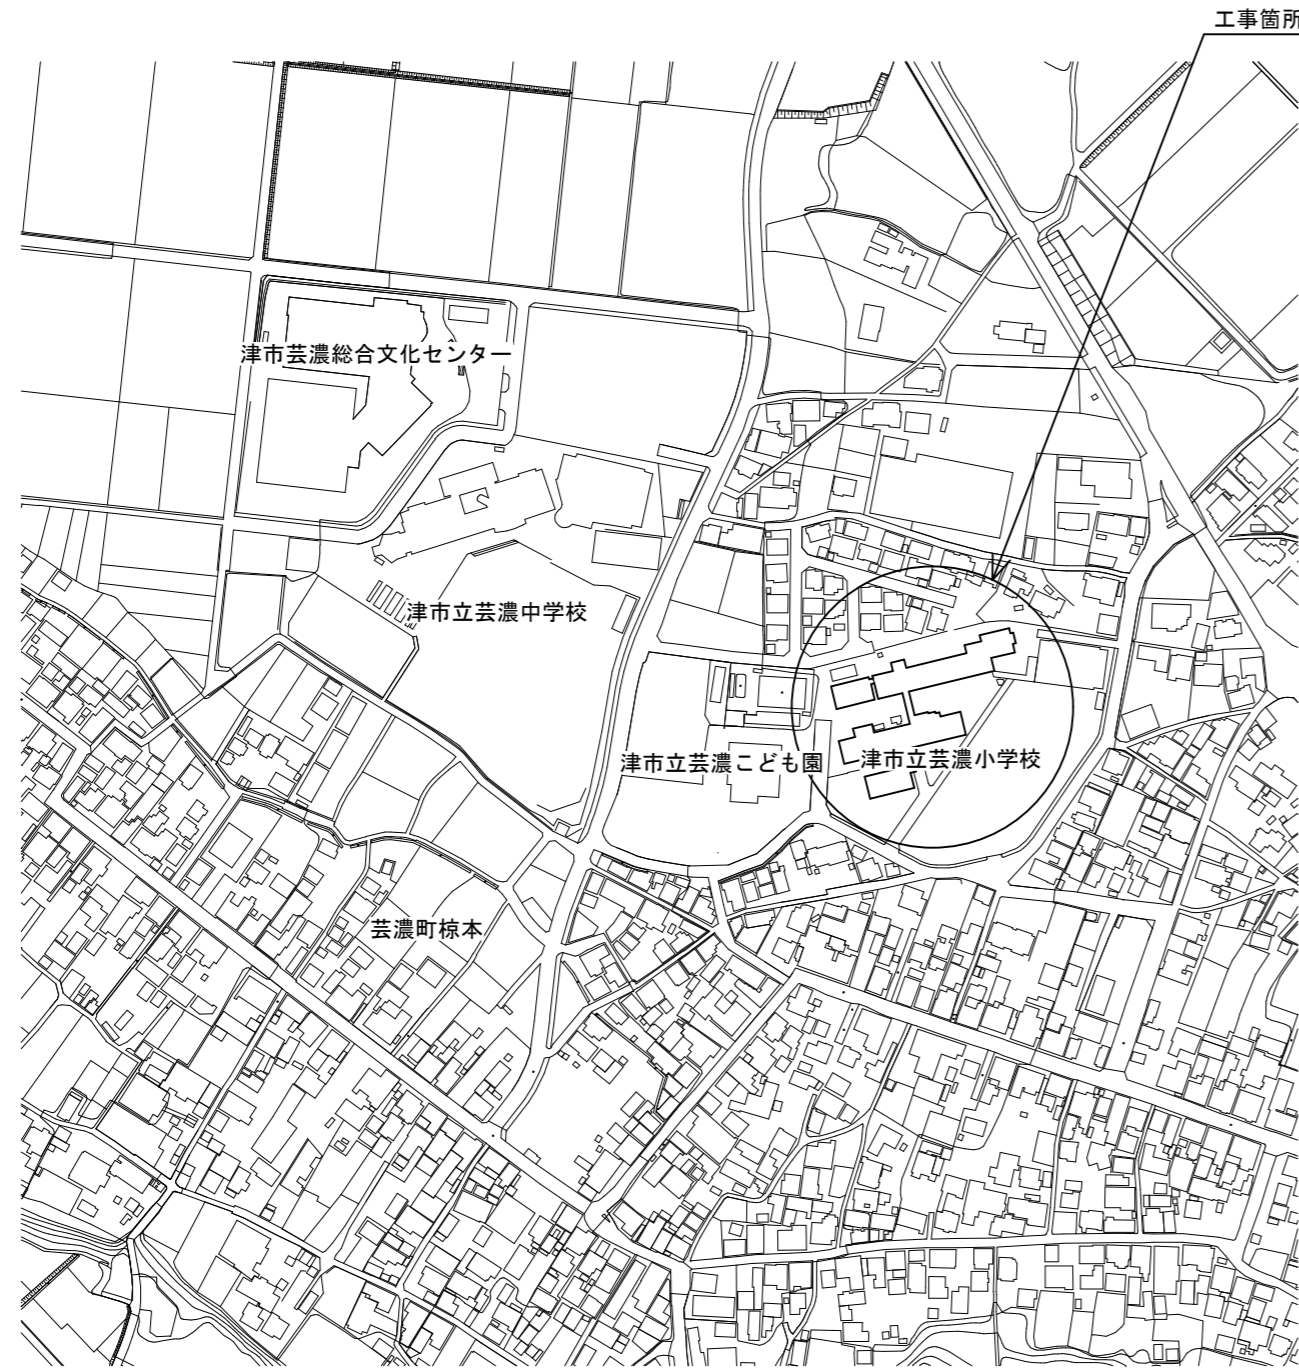 工事箇所
津市芸濃総合文化センター
津市立芸濃中学校
津市立芸濃こども園
津市立芸濃小学校
芸濃町椋本